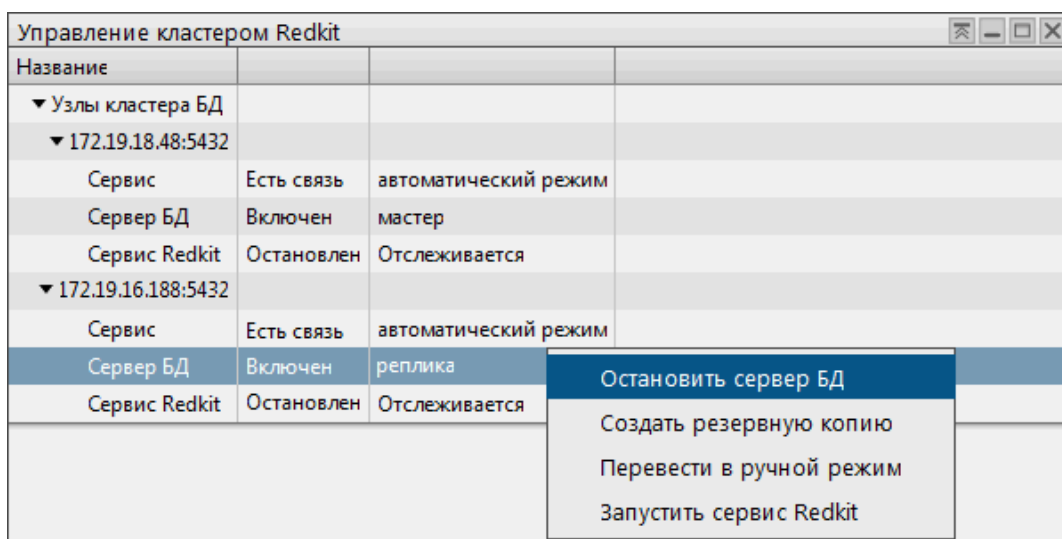 Управление кластером Redkit
Название
Узлы кластера БД
172.19.18.48:5432
Сервис Есть связь автоматический режим
Сервер БД Включен мастер
Сервис Redkit Остановлен Отслеживается
172.19.16.188:5432
Сервис Есть связь автоматический режим
Сервер БД Включен реплика
Сервис Redkit Остановлен Отслеживается
Остановить сервер БД
Создать резервную копию
Перевести в ручной режим
Запустить сервис Redkit